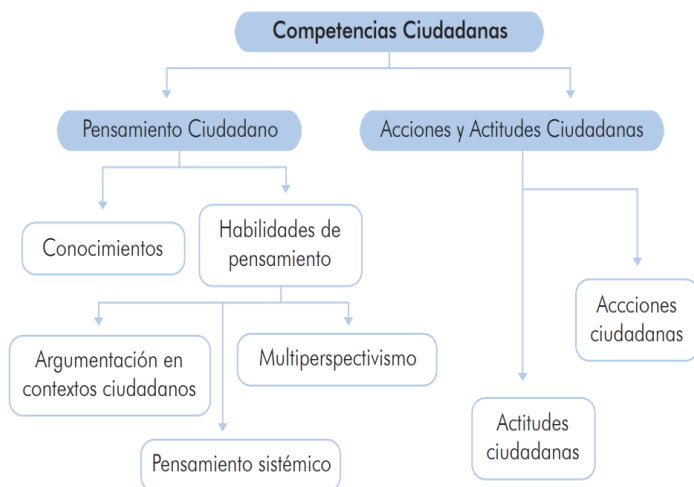 Competencias Ciudadanas
Pensamiento Ciudadano
Acciones y Actitudes Ciudadanas
Conocimientos
Habilidades de
pensamiento
Accciones
ciudadanas
Argumentación en
contextos ciudadanos
Multiperspectivismo
Actitudes
ciudadanas
Pensamiento sistémico